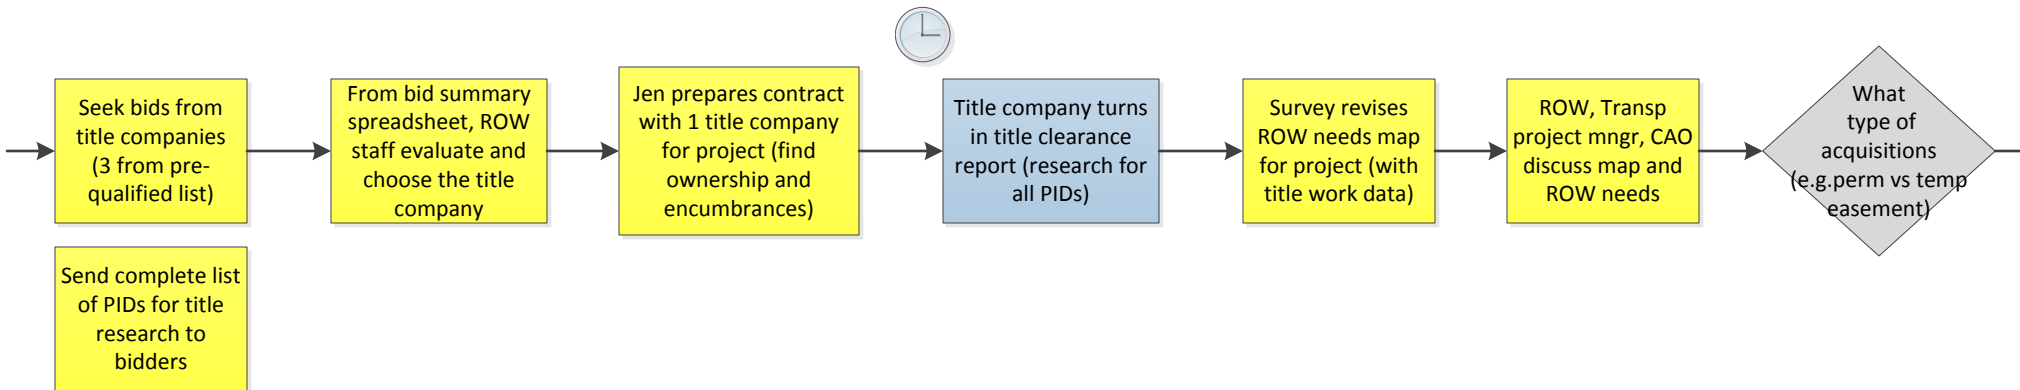 Seek bids from
title companies
(3 from pre-
qualified list)
From bid summary
spreadsheet, ROW
staff evaluate and
choose the title
company
Jen prepares contract
with 1 title company
for project (find
ownership and
encumbrances)
Title company turns
in title clearance
report (research for
all PIDs)
Survey revises
ROW needs map
for project (with
title work data)
ROW, Transp
project mngr, CAO
discuss map and
ROW needs
What
type of
acquisitions
(e.g.perm vs temp
easement)
Send complete list
of PIDs for title
research to
bidders